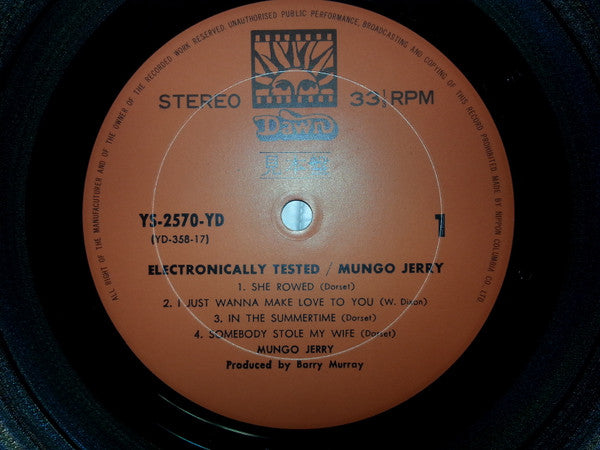 ALL RIGHT OF THE MANUFACUTUPER AND OF THE OWNER OF THE RECORDED WORK RESERVED. UNAUTHORISED PUBLIC PERFORMANCE, BROADCASTING AND COPYING OF THIS RECORD PROHIBITED. MADE BY NIPPON COLUMBIA CO. LTD.
STEREO 33⅓ RPM
Dawn
YS-2570-YD 1
(YD-358-17)
ELECTRONICALLY TESTED / MUNGO JERRY
1. SHE ROWED (Dorset)
2. I JUST WANNA MAKE LOVE TO YOU (W. Dixon)
3. IN THE SUMMERTIME (Dorset)
4. SOMEBODY STOLE MY WIFE (Dorset)
MUNGO JERRY
Produced by Barry Murray